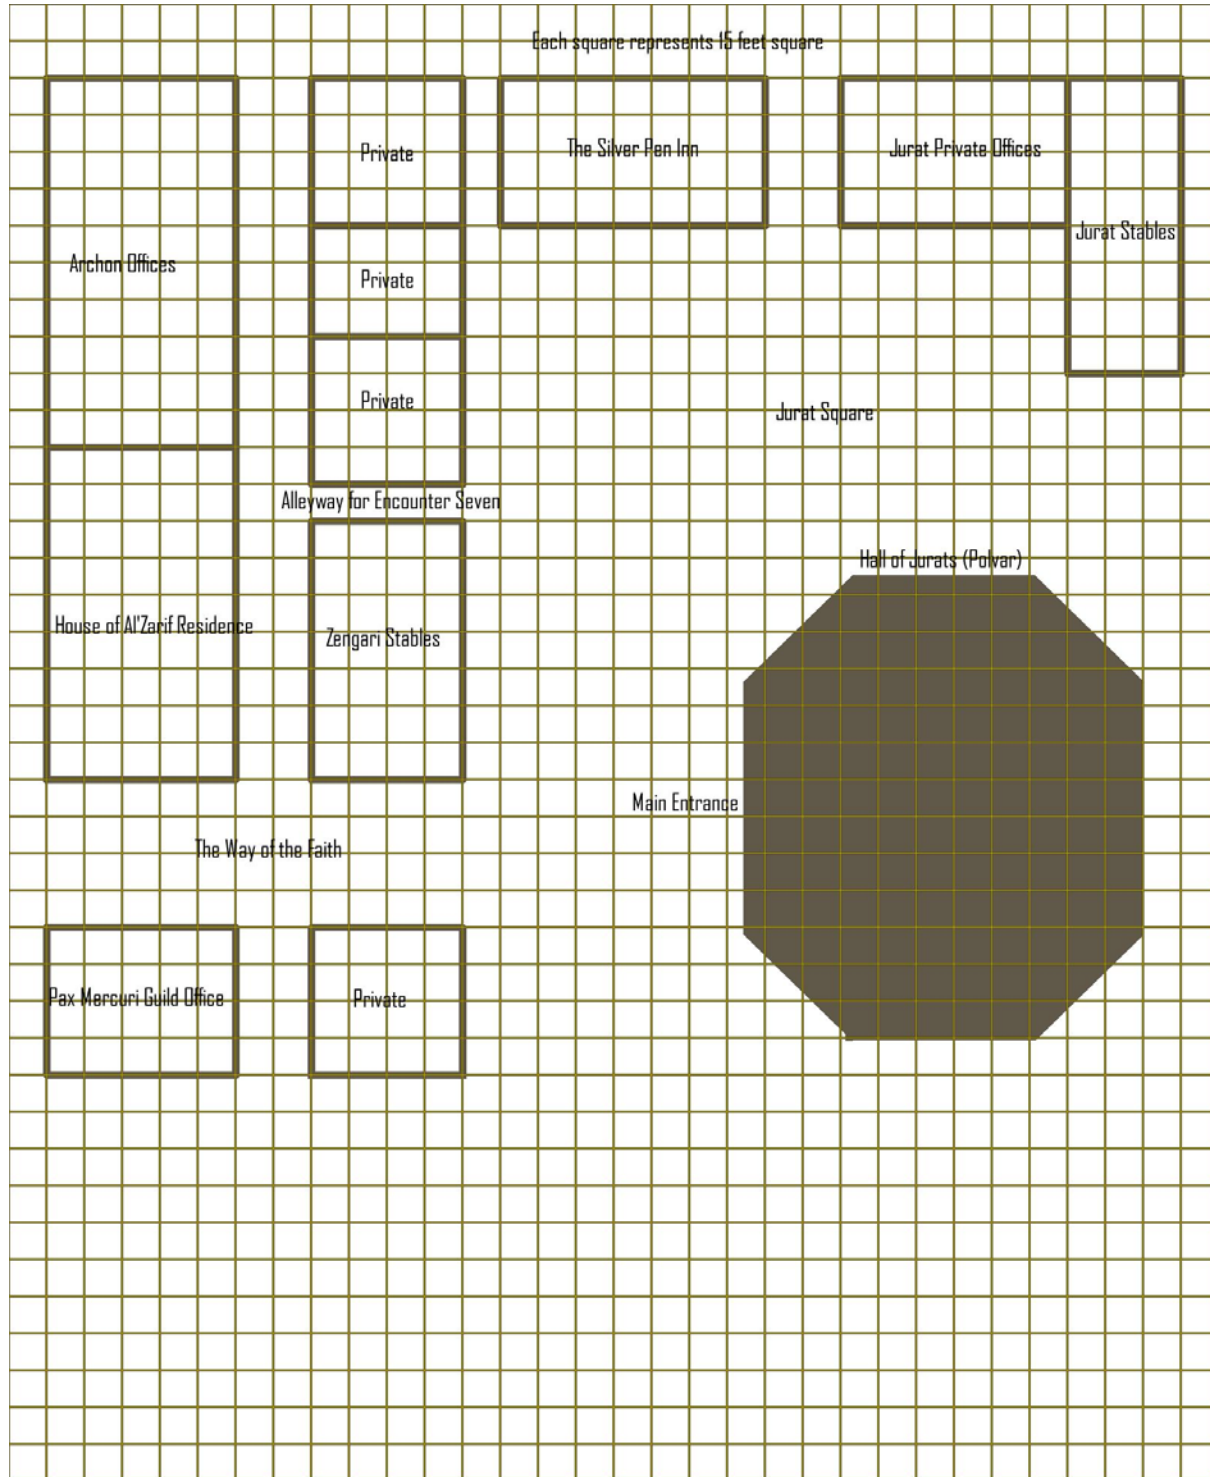 Each square represents 15 feet square
Private
The Silver Pen Inn
Jurat Private Offices
Jurat Stables
Archon Offices
Private
Private
Jurat Square
Alleyway for Encounter Seven
Hall of Jurats (Polvar)
House of Al'Zarif Residence
Zengari Stables
Main Entrance
The Way of the Faith
Pax Mercuri Guild Office
Private